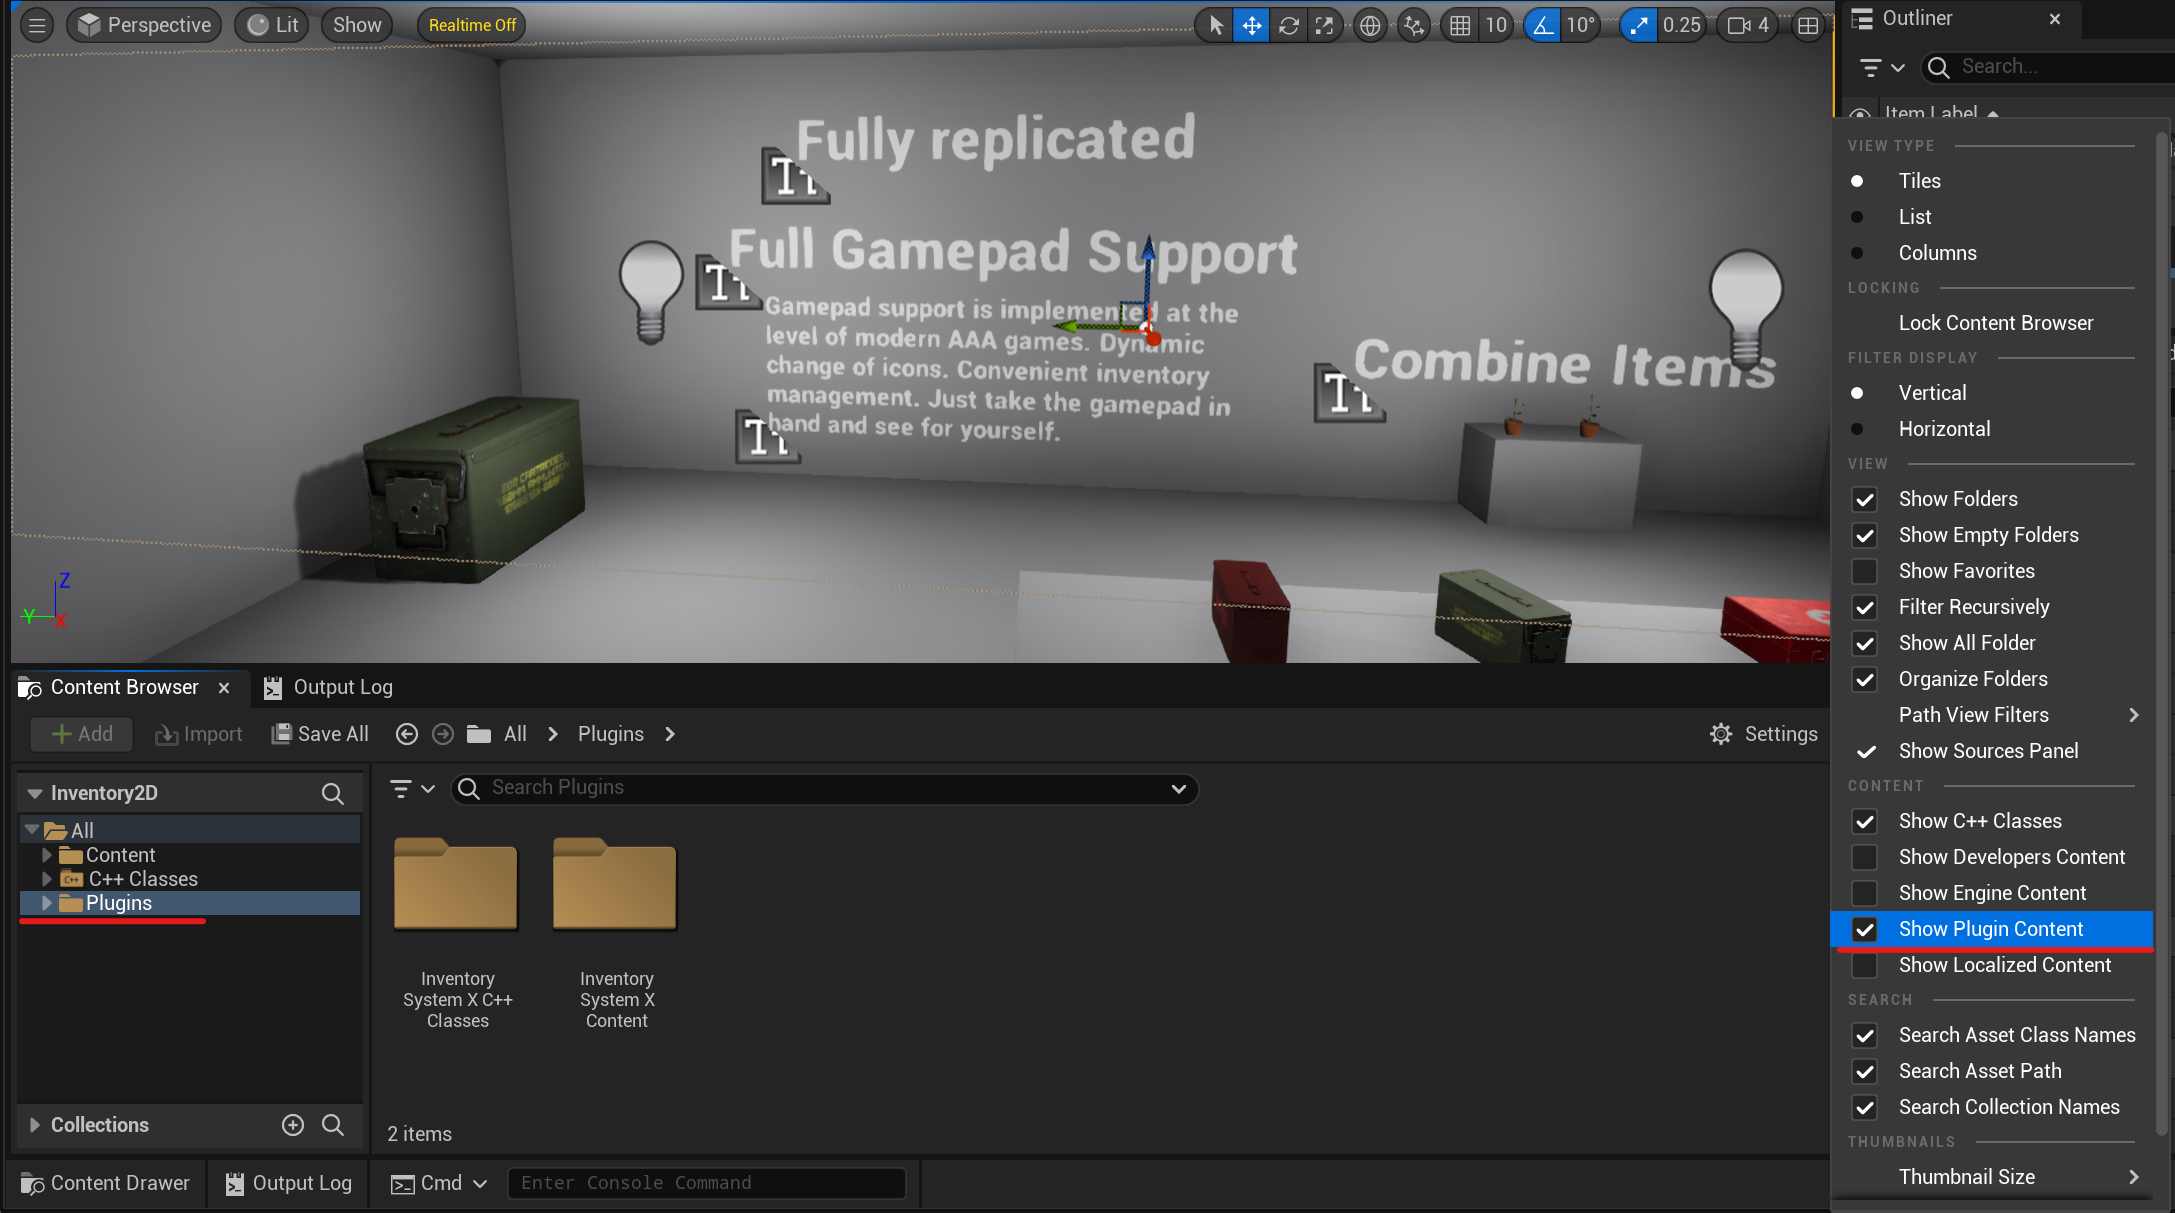 Perspective
Lit
Show
Realtime Off
10
10°
0.25
4
Outliner
Search...
Item Label
Fully replicated
Full Gamepad Support
Gamepad support is implemented at the
level of modern AAA games. Dynamic
change of icons. Convenient inventory
management. Just take the gamepad in
hand and see for yourself.
Combine Items
Z
Y
X
VIEW TYPE
Tiles
List
Columns
LOCKING
Lock Content Browser
FILTER DISPLAY
Vertical
Horizontal
VIEW
Show Folders
Show Empty Folders
Show Favorites
Filter Recursively
Show All Folder
Organize Folders
Path View Filters
Show Sources Panel
CONTENT
Show C++ Classes
Show Developers Content
Show Engine Content
Show Plugin Content
Show Localized Content
SEARCH
Search Asset Class Names
Search Asset Path
Search Collection Names
THUMBNAILS
Thumbnail Size
Content Browser
Output Log
Add
Import
Save All
All
Plugins
Settings
Inventory2D
All
Content
C++ Classes
Plugins
Search Plugins
Inventory
System X C++
Classes
Inventory
System X
Content
2 items
Collections
Content Drawer
Output Log
Cmd
Enter Console Command